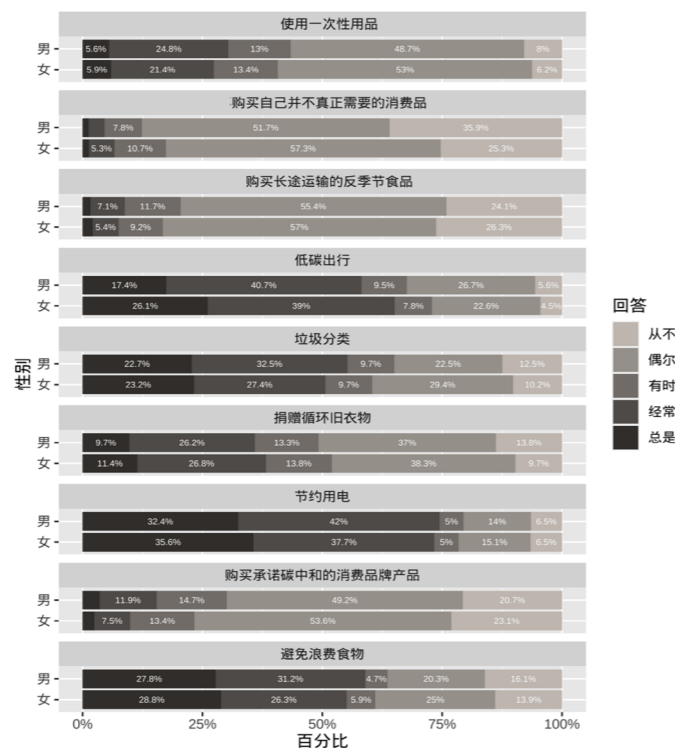 使用一次性用品
男 5.6% 24.8% 13% 48.7% 8%
女 5.9% 21.4% 13.4% 53% 6.2%
购买自己并不真正需要的消费品
男 7.8% 51.7% 35.9%
女 5.3% 10.7% 57.3% 25.3%
购买长途运输的反季节食品
男 7.1% 11.7% 55.4% 24.1%
女 5.4% 9.2% 57% 26.3%
低碳出行
男 17.4% 40.7% 9.5% 26.7% 5.6%
女 26.1% 39% 7.8% 22.6% 4.5%
垃圾分类
男 22.7% 32.5% 9.7% 22.5% 12.5%
女 23.2% 27.4% 9.7% 29.4% 10.2%
捐赠循环旧衣物
男 9.7% 26.2% 13.3% 37% 13.8%
女 11.4% 26.8% 13.8% 38.3% 9.7%
节约用电
男 32.4% 42% 5% 14% 6.5%
女 35.6% 37.7% 5% 15.1% 6.5%
购买承诺碳中和的消费品牌产品
男 11.9% 14.7% 49.2% 20.7%
女 7.5% 13.4% 53.6% 23.1%
避免浪费食物
男 27.8% 31.2% 4.7% 20.3% 16.1%
女 28.8% 26.3% 5.9% 25% 13.9%
0% 25% 50% 75% 100%
百分比
性别
回答
从不
偶尔
有时
经常
总是